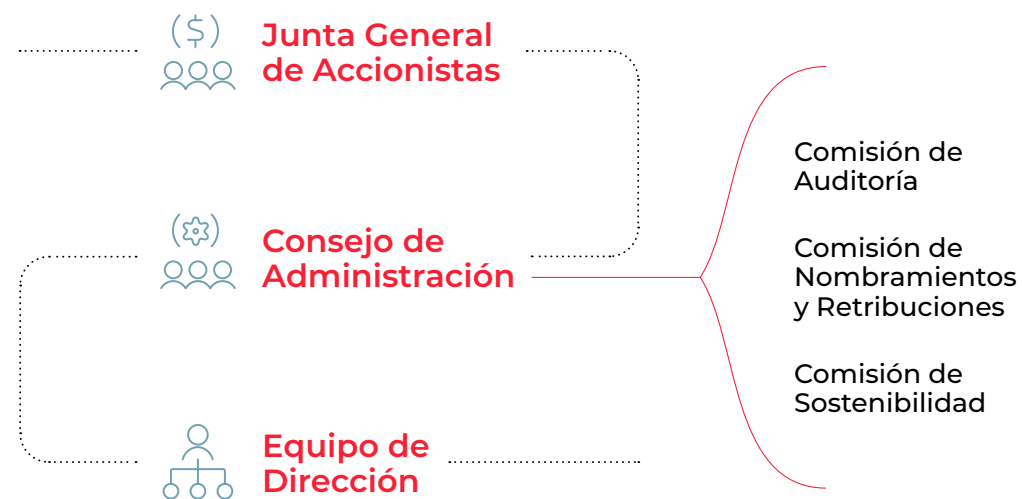 Junta General
de Accionistas
Consejo de
Administración
Comisión de
Auditoría
Comisión de
Nombramientos
y Retribuciones
Comisión de
Sostenibilidad
Equipo de
Dirección